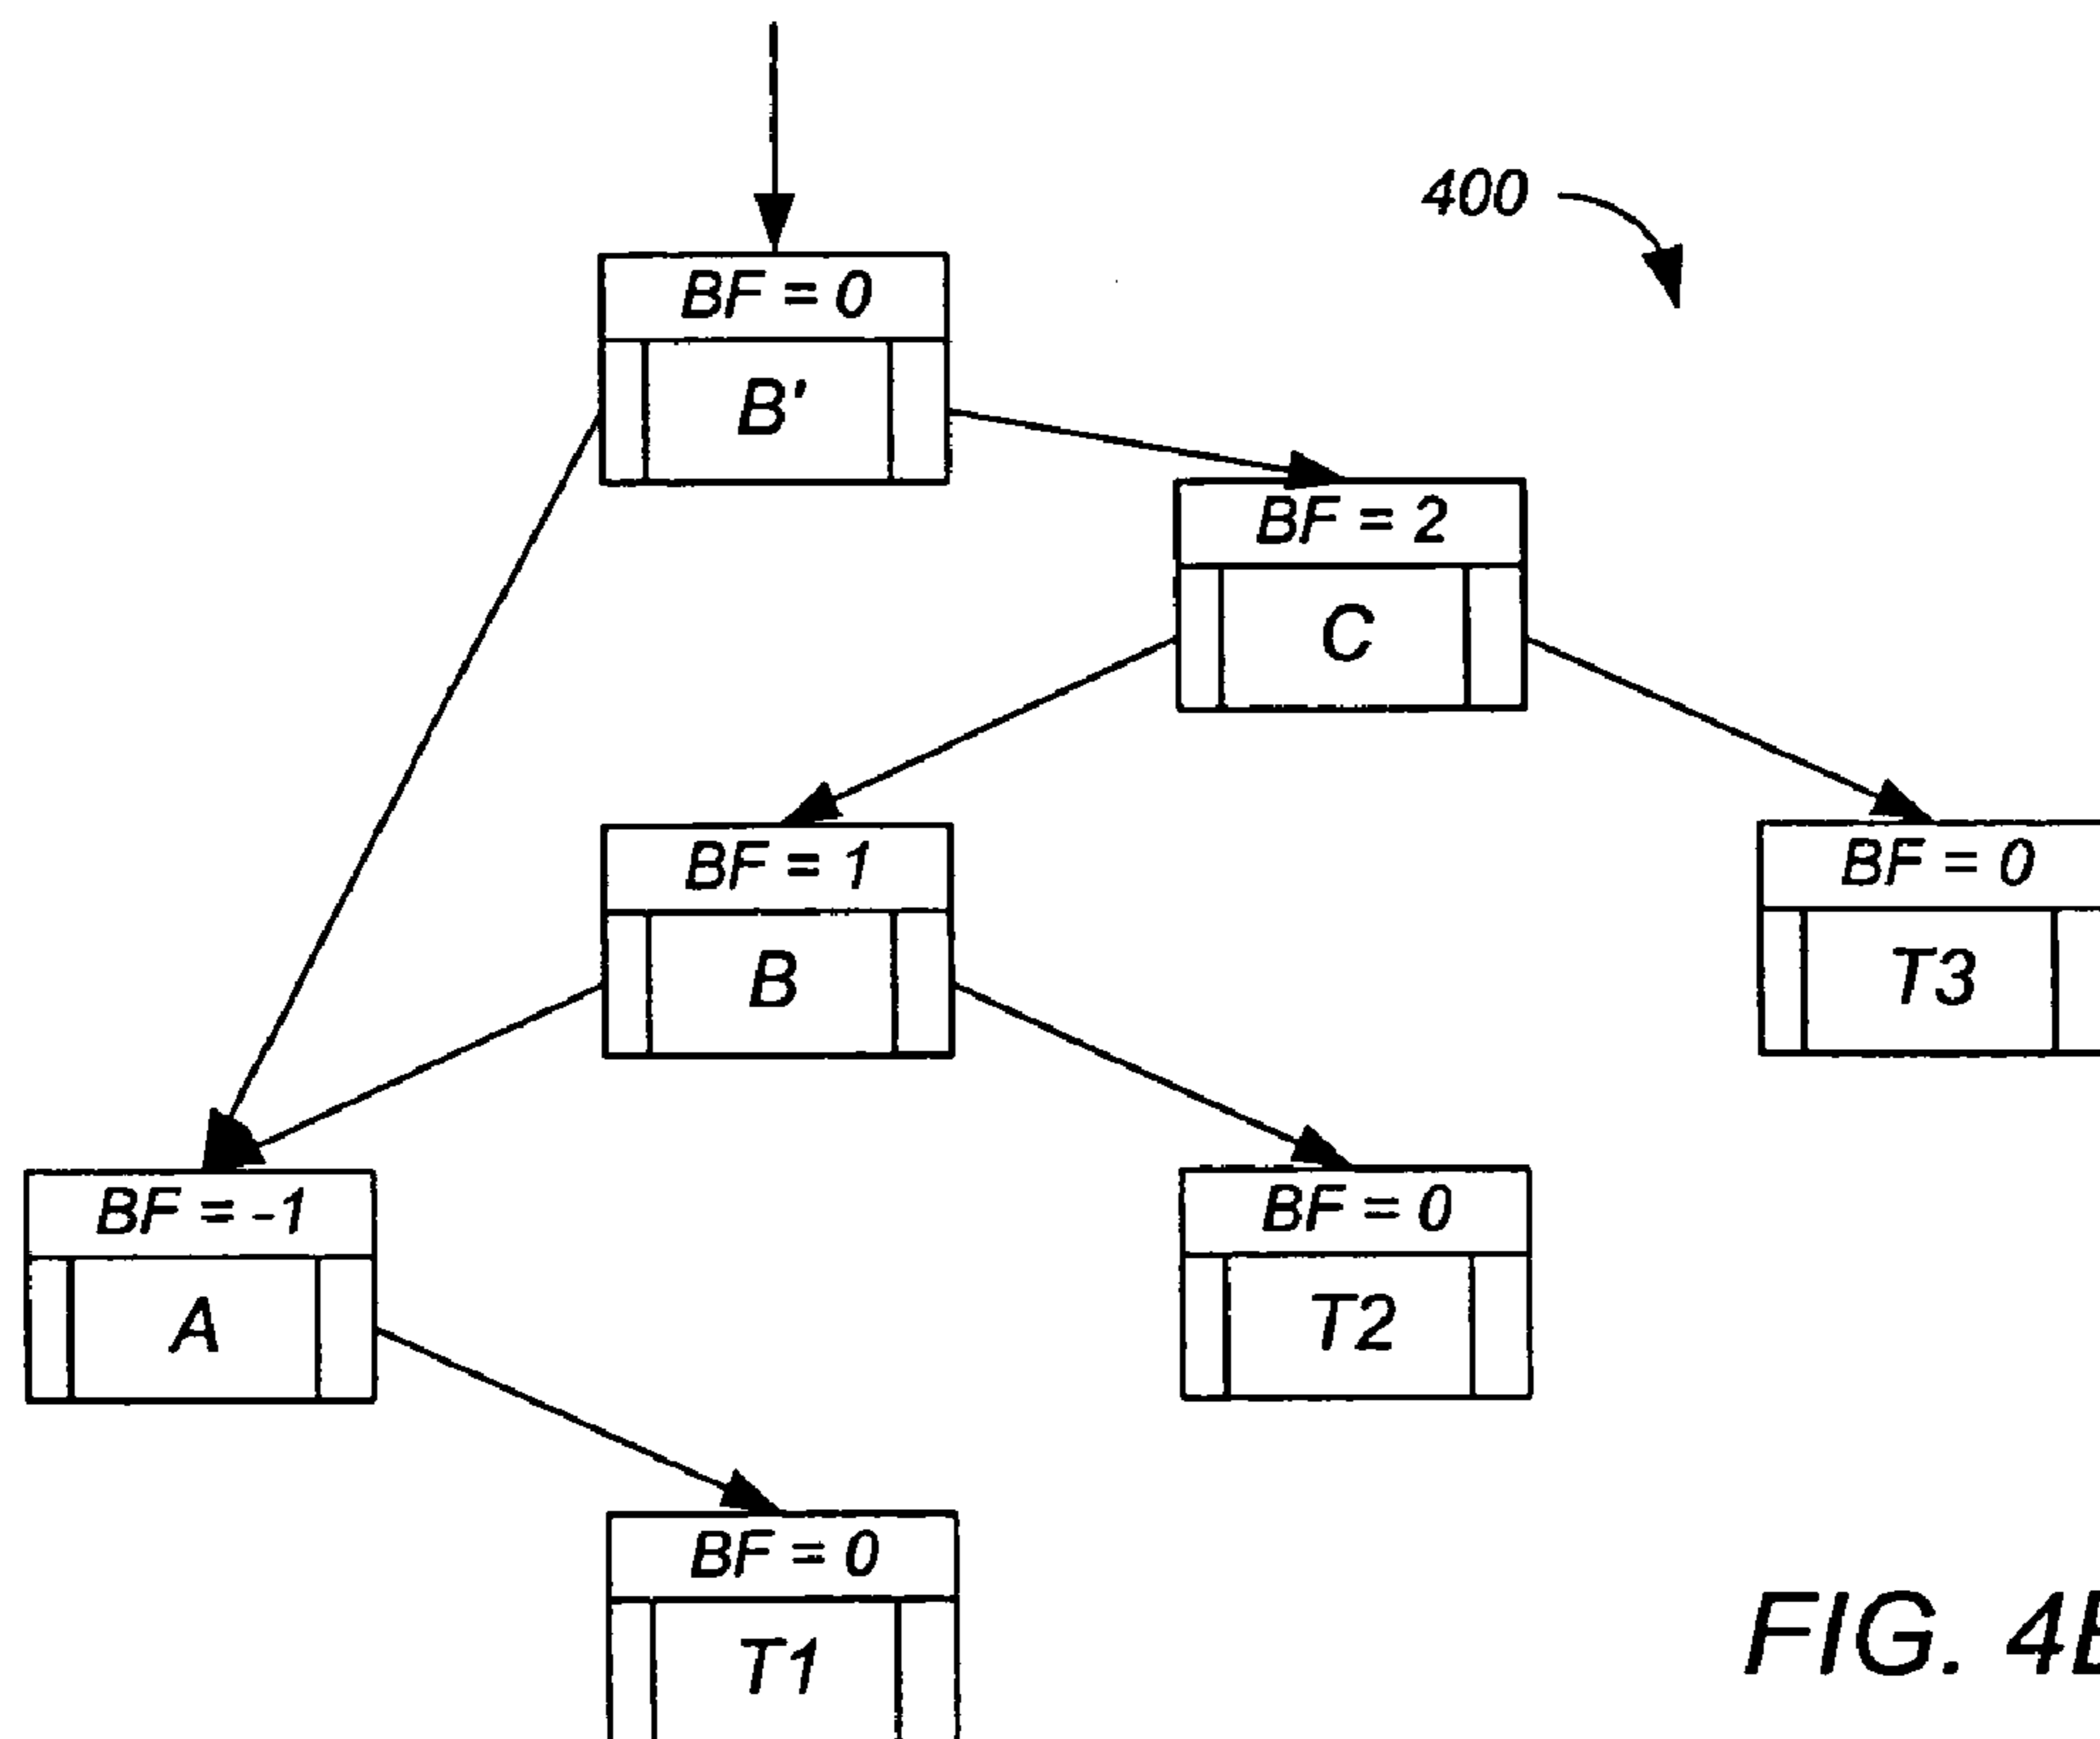 400
BF = 0
B'
BF = 2
C
BF = 1
B
BF = 0
T3
BF = -1
A
BF = 0
T2
BF = 0
T1
FIG.